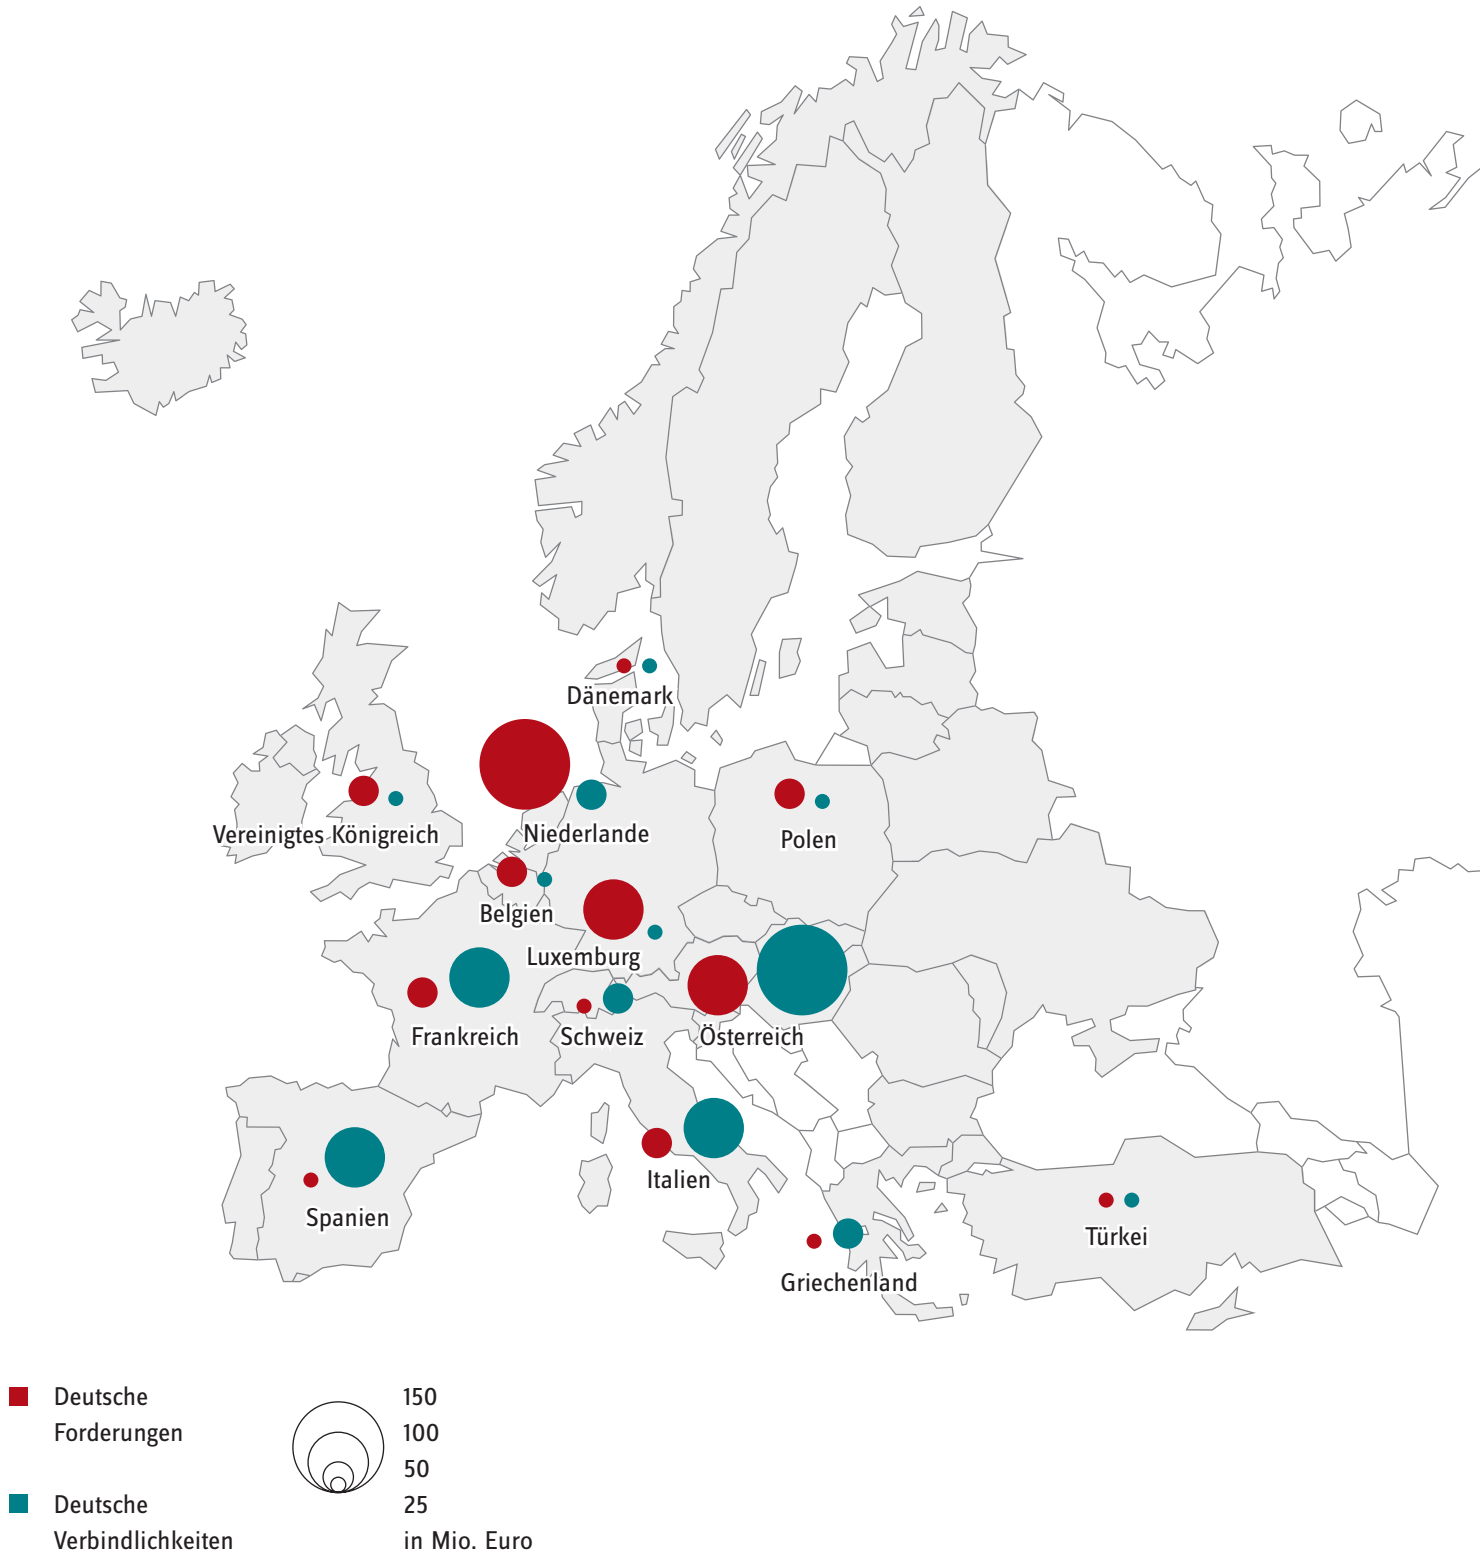 Dänemark
Vereinigtes Königreich
Niederlande
Polen
Belgien
Luxemburg
Frankreich
Schweiz
Österreich
Italien
Spanien
Türkei
Griechenland
Deutsche
Forderungen
Deutsche
Verbindlichkeiten
150
100
50
25
in Mio. Euro